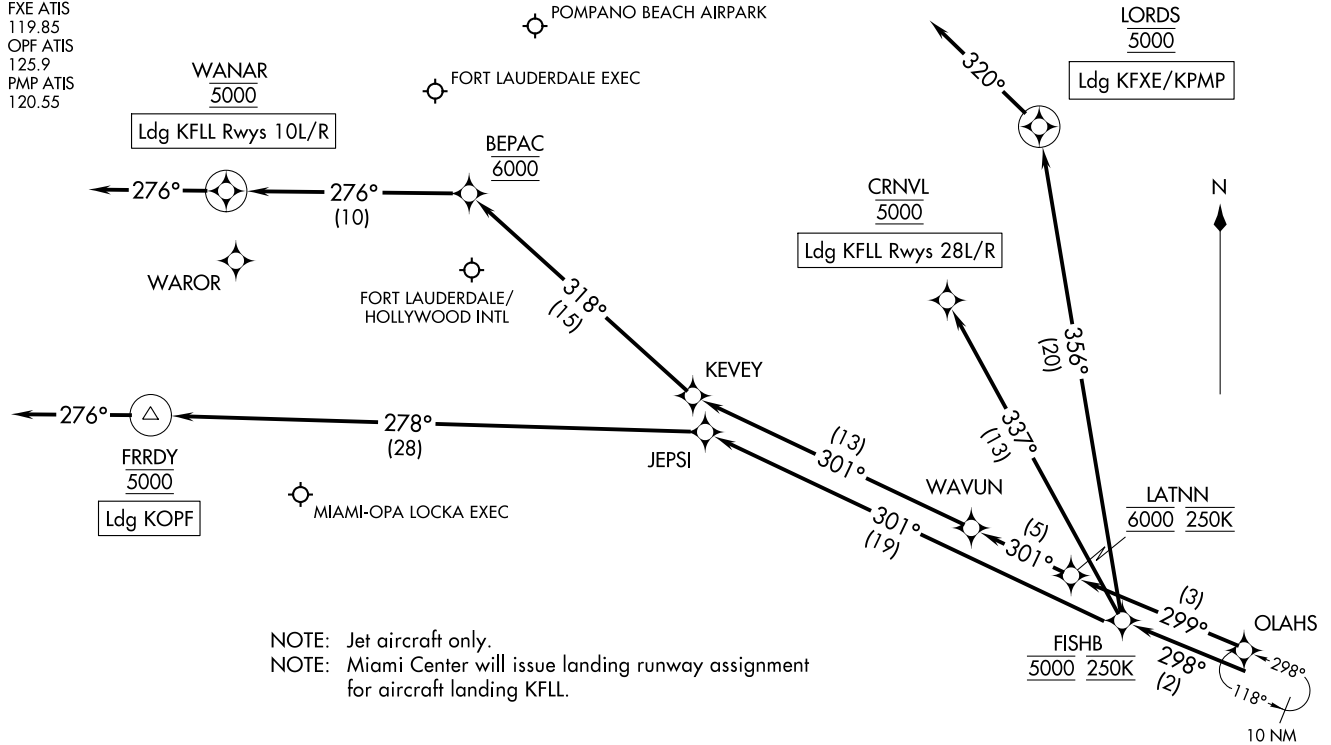 FXE ATIS
119.85
OPF ATIS
125.9
PMP ATIS
120.55
POMPANO BEACH AIRPARK
FORT LAUDERDALE EXEC
LORDS
5000
Ldg KFXE/KPMP
320°
WANAR
5000
Ldg KFLL Rwys 10L/R
BEPAC
6000
276°
276°
(10)
WAROR
FORT LAUDERDALE/
HOLLYWOOD INTL
318°
(15)
CRNVL
5000
Ldg KFLL Rwys 28L/R
N
356°
(20)
337°
(13)
KEVEY
JEPSI
276°
278°
(28)
FRRDY
5000
Ldg KOPF
MIAMI-OPA LOCKA EXEC
(13)
301°
301°
(19)
WAVUN
(5)
301°
LATNN
6000 250K
(3)
299°
OLAHS
FISHB
5000 250K
298°
(2)
298°
118°
10 NM
NOTE: Jet aircraft only.
NOTE: Miami Center will issue landing runway assignment
for aircraft landing KFLL.